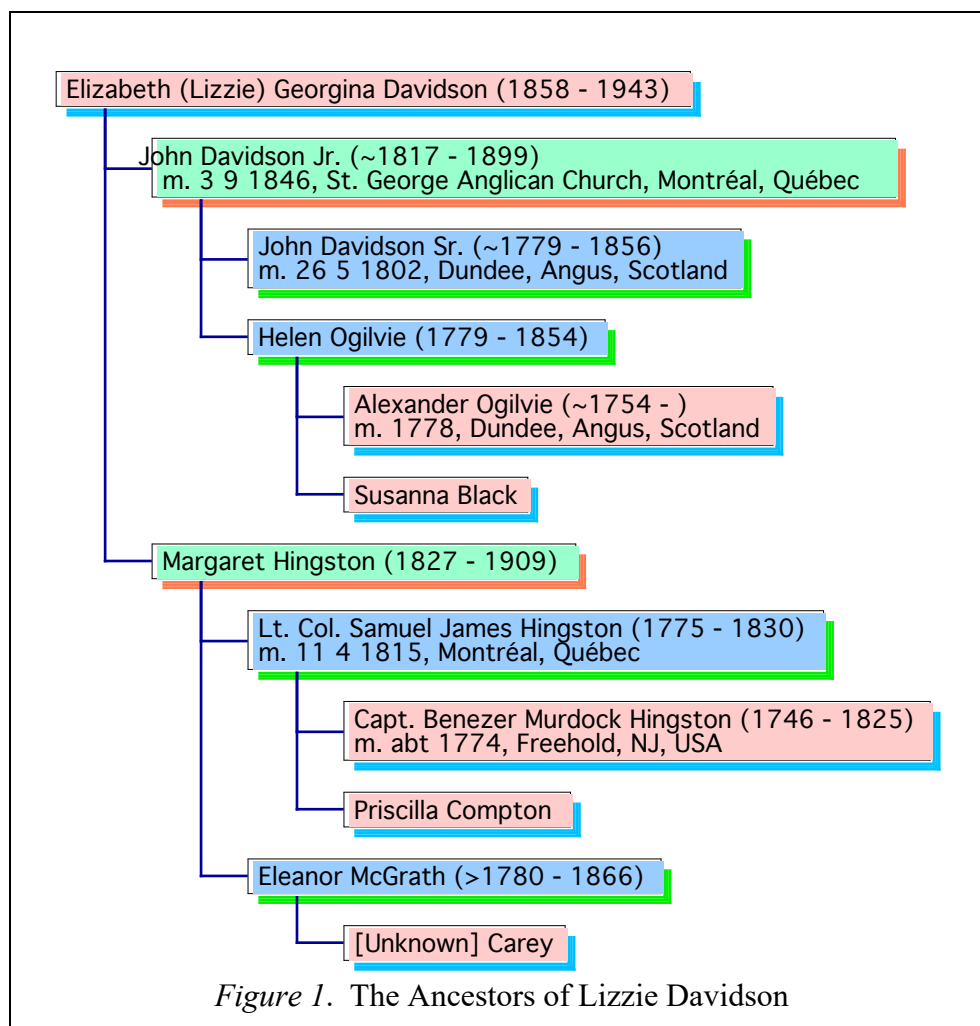 Elizabeth (Lizzie) Georgina Davidson (1858 - 1943)
John Davidson Jr. (~1817 - 1899)
m. 3 9 1846, St. George Anglican Church, Montréal, Québec
John Davidson Sr. (~1779 - 1856)
m. 26 5 1802, Dundee, Angus, Scotland
Helen Ogilvie (1779 - 1854)
Alexander Ogilvie (~1754 - )
m. 1778, Dundee, Angus, Scotland
Susanna Black
Margaret Hingston (1827 - 1909)
Lt. Col. Samuel James Hingston (1775 - 1830)
m. 11 4 1815, Montréal, Québec
Capt. Benezer Murdock Hingston (1746 - 1825)
m. abt 1774, Freehold, NJ, USA
Priscilla Compton
Eleanor McGrath (>1780 - 1866)
[Unknown] Carey
Figure 1. The Ancestors of Lizzie Davidson